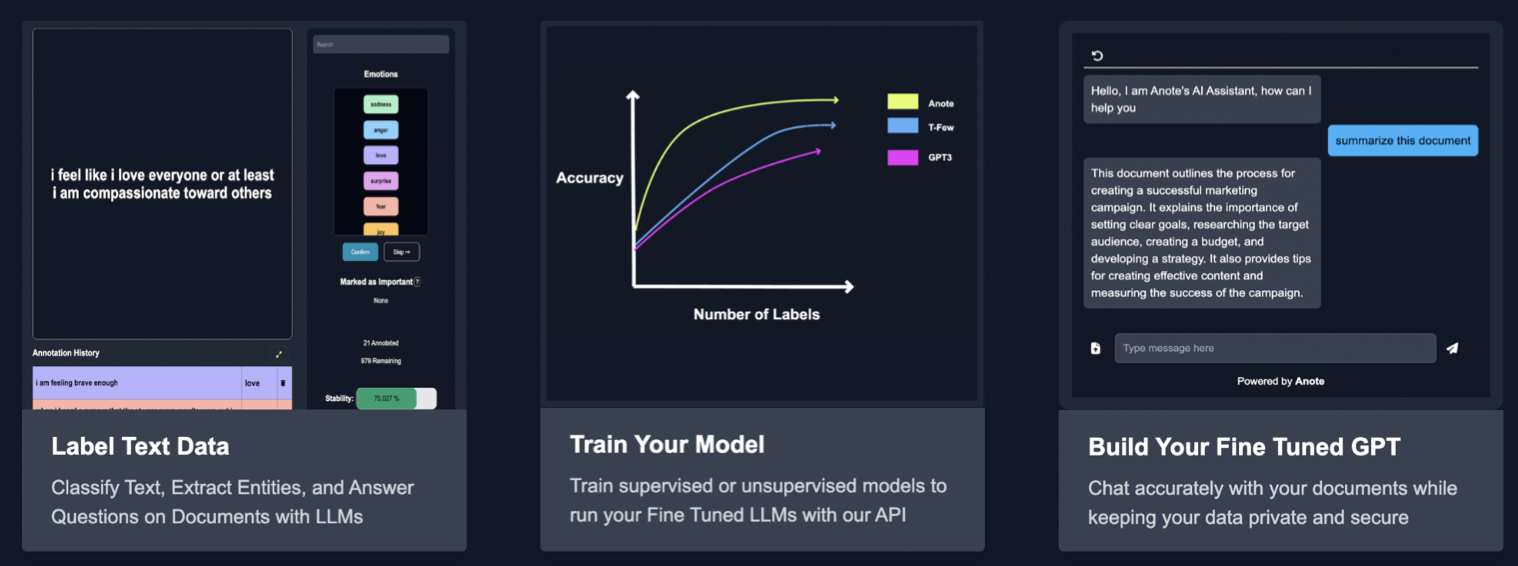 i feel like i love everyone or at least
i am compassionate toward others
Annotation History
i am feeling brave enough
love
Search
Emotions
sadness
anger
love
surprise
fear
joy
Confirm
Skip →
Marked as Important ?
None
21 Annotated
979 Remaining
Stability:
75.027 %
Label Text Data
Classify Text, Extract Entities, and Answer
Questions on Documents with LLMs
Accuracy
Number of Labels
Anote
T-Few
GPT3
Train Your Model
Train supervised or unsupervised models to
run your Fine Tuned LLMs with our API
Hello, I am Anote's AI Assistant, how can I
help you
summarize this document
This document outlines the process for
creating a successful marketing
campaign. It explains the importance of
setting clear goals, researching the target
audience, creating a budget, and
developing a strategy. It also provides tips
for creating effective content and
measuring the success of the campaign.
Type message here
Powered by Anote
Build Your Fine Tuned GPT
Chat accurately with your documents while
keeping your data private and secure